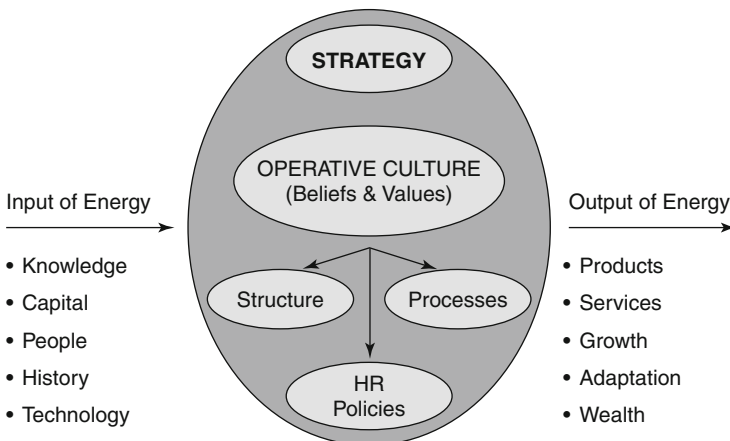 STRATEGY
OPERATIVE CULTURE
(Beliefs & Values)
Input of Energy
• Knowledge
• Capital
• People
• History
• Technology
Structure
Processes
HR
Policies
Output of Energy
• Products
• Services
• Growth
• Adaptation
• Wealth